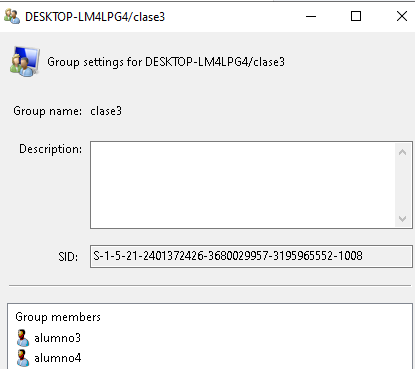 DESKTOP-LM4LPG4/clase3
Group settings for DESKTOP-LM4LPG4/clase3
Group name: clase3
Description:
SID: S-1-5-21-2401372426-3680029957-3195965552-1008
Group members
alumno3
alumno4